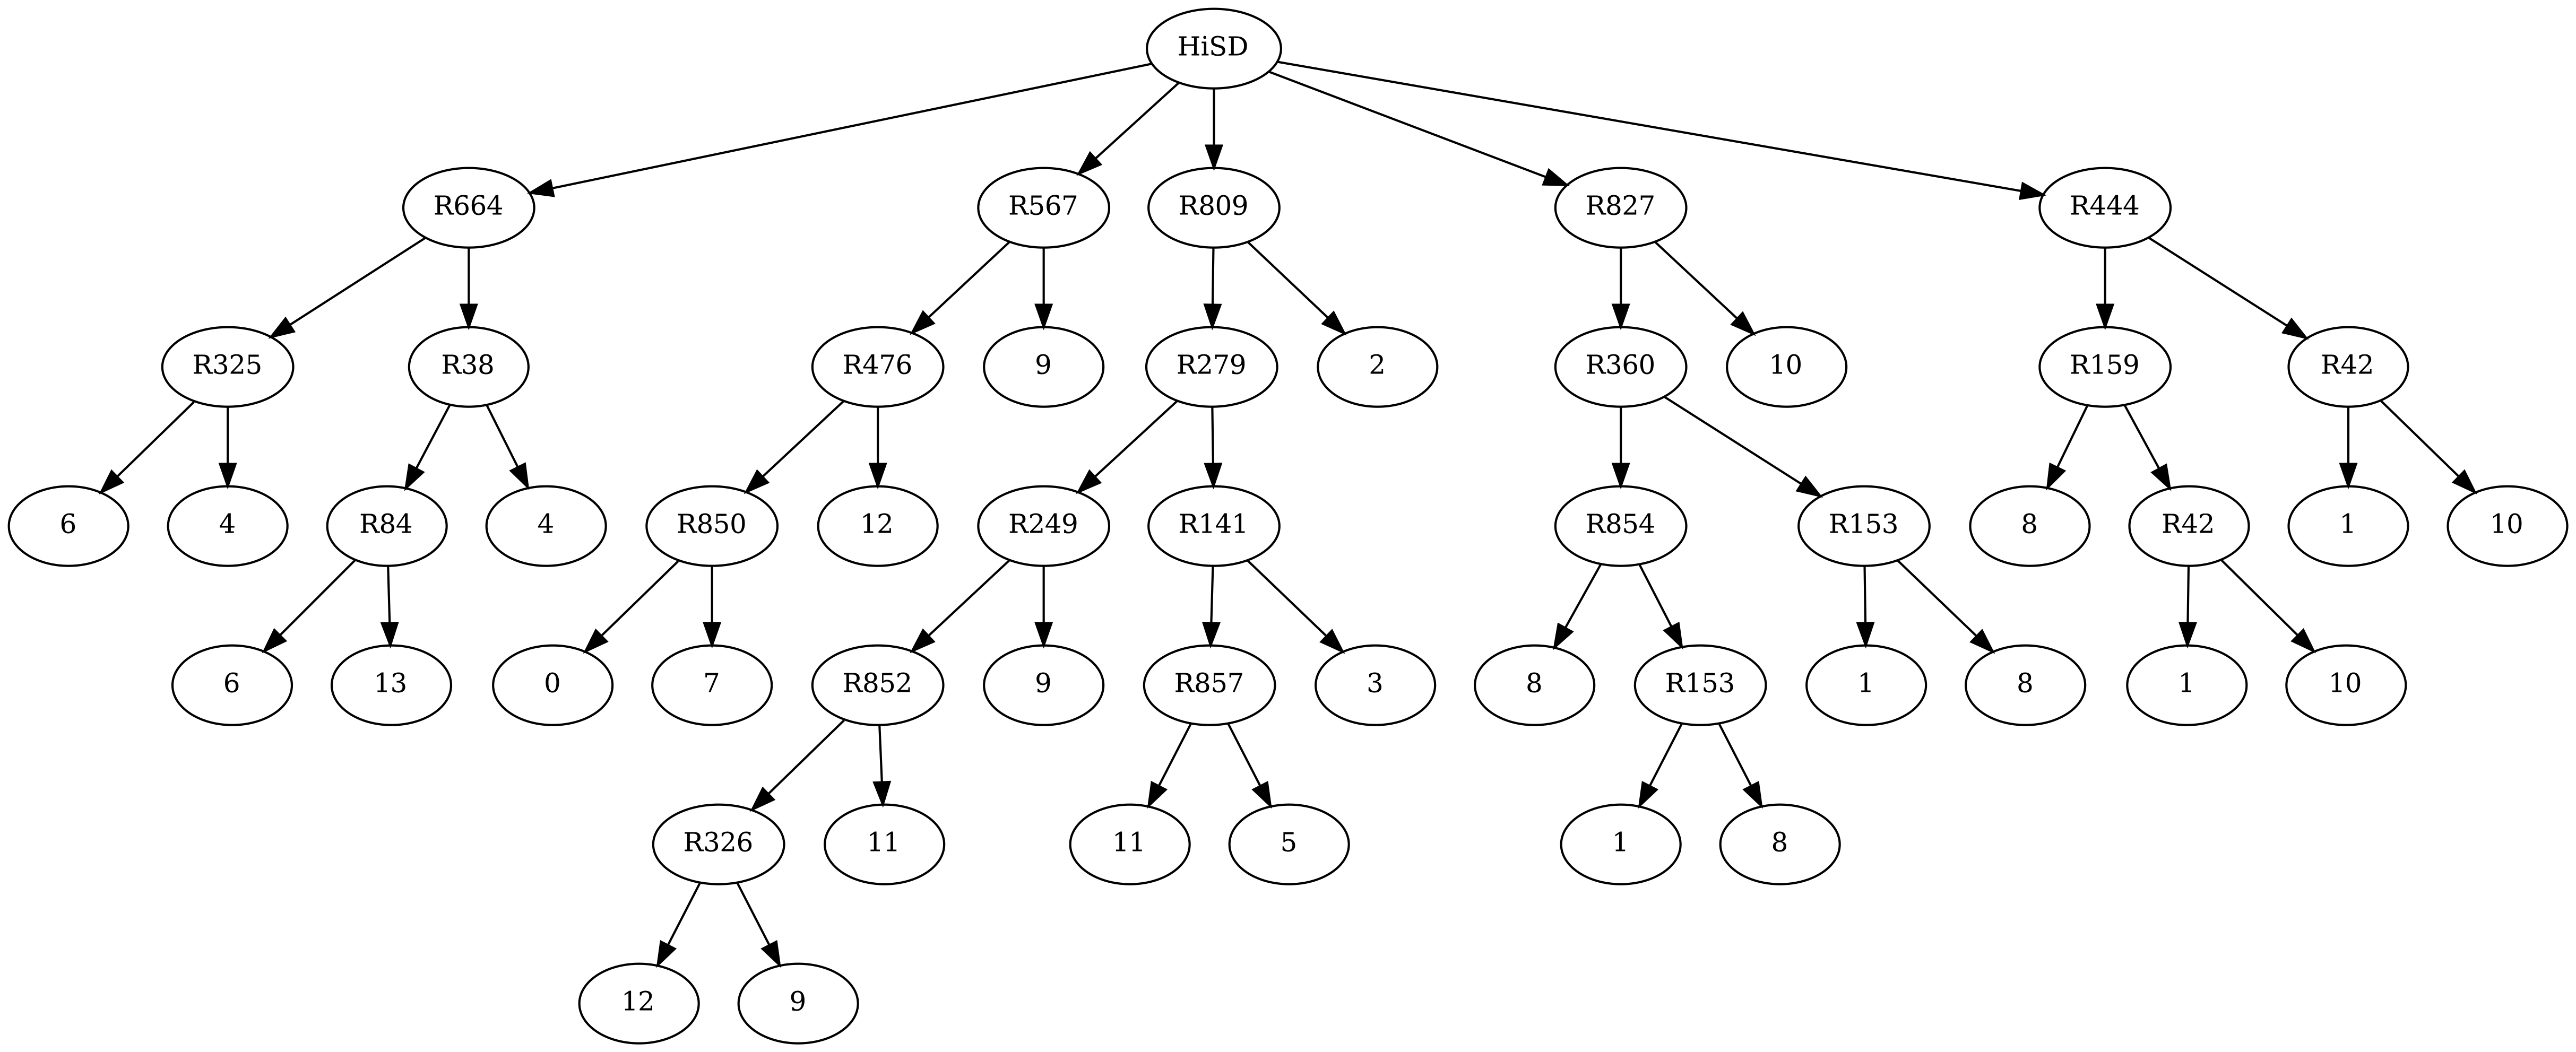 HiSD
R664 R567 R809 R827 R444
R325 R38 R476 9 R279 2 R360 10 R159 R42
6 4 R84 4 R850 12 R249 R141 R854 R153 8 R42 1 10
6 13 0 7 R852 9 R857 3 8 R153 1 8 1 10
R326 11 11 5 1 8
12 9